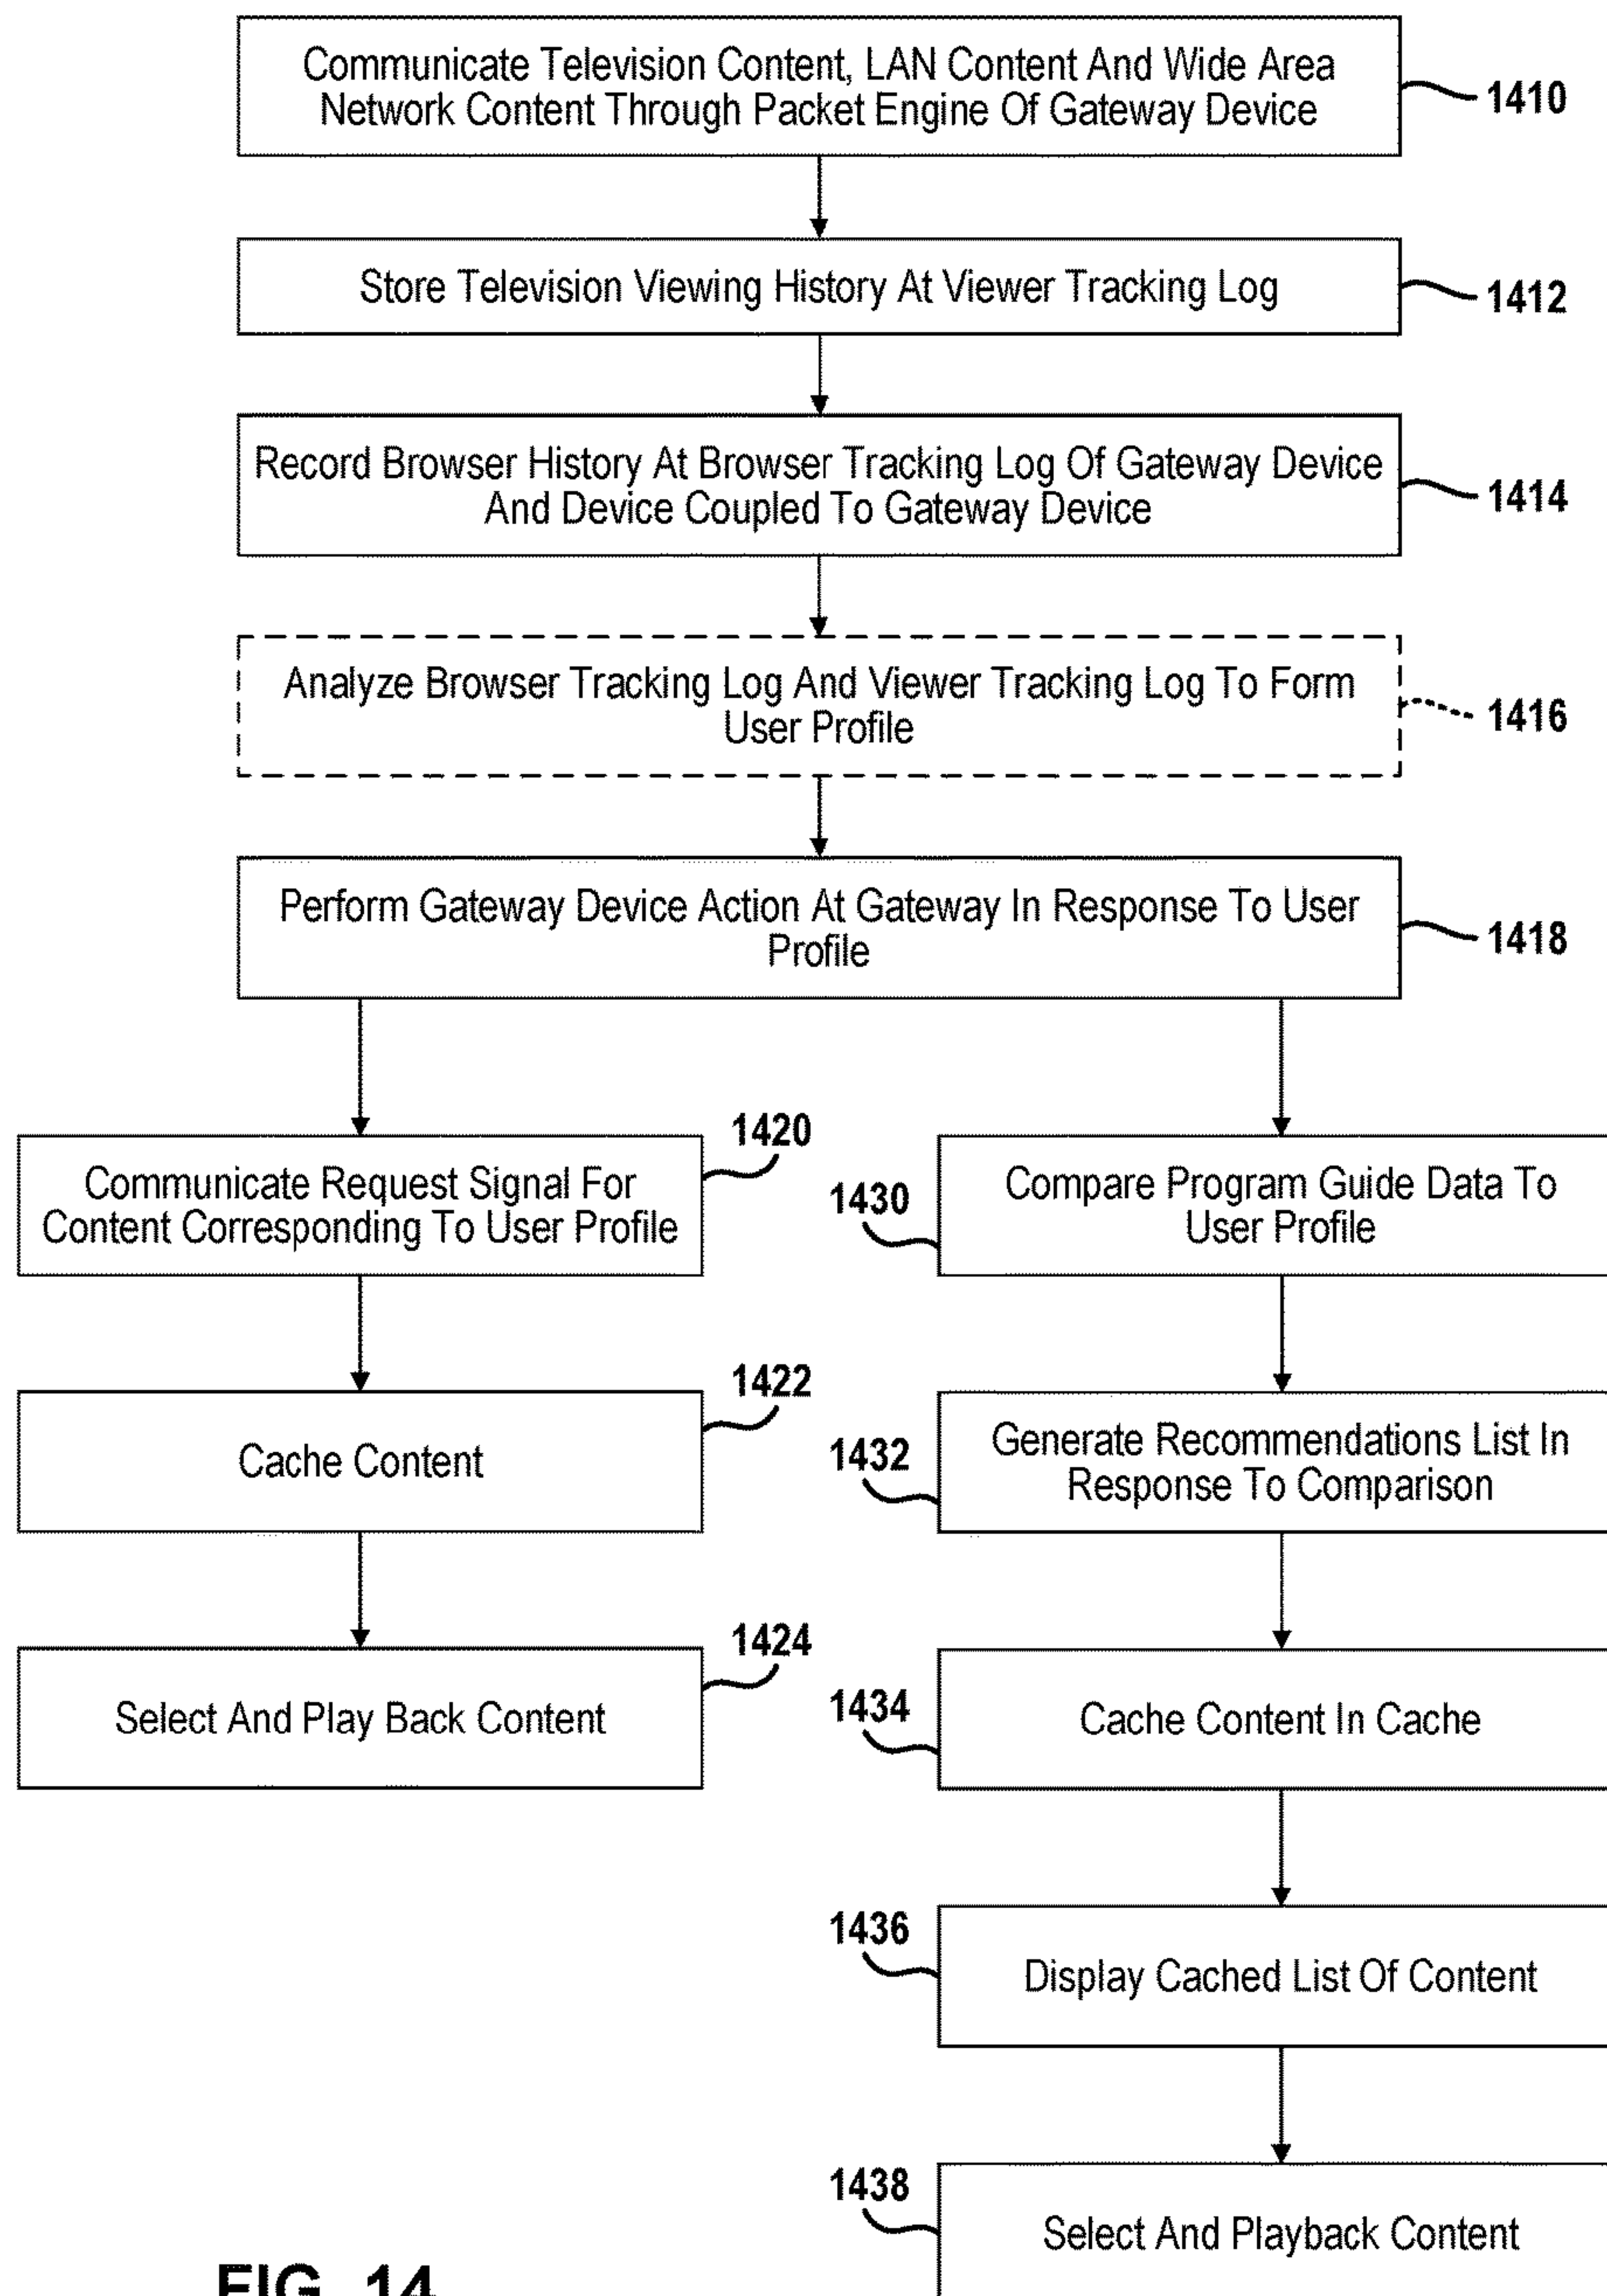 Communicate Television Content, LAN Content And Wide Area
Network Content Through Packet Engine Of Gateway Device
1410
Store Television Viewing History At Viewer Tracking Log
1412
Record Browser History At Browser Tracking Log Of Gateway Device
And Device Coupled To Gateway Device
1414
Analyze Browser Tracking Log And Viewer Tracking Log To Form
User Profile
1416
Perform Gateway Device Action At Gateway In Response To User
Profile
1418
1420
Communicate Request Signal For
Content Corresponding To User Profile
1422
Cache Content
1424
Select And Play Back Content
1430
Compare Program Guide Data To
User Profile
1432
Generate Recommendations List In
Response To Comparison
1434
Cache Content In Cache
1436
Display Cached List Of Content
1438
Select And Playback Content
FIG. 14